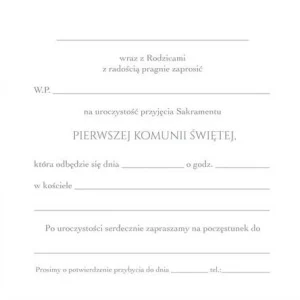 wraz z Rodzicami
z radością pragnie zaprosić
W.P.
na uroczystość przyjęcia Sakramentu
PIERWSZEJ KOMUNII ŚWIĘTEJ,
która odbędzie się dnia o godz.
w kościele
Po uroczystości serdecznie zapraszamy na poczęstunek do
Prosimy o potwierdzenie przybycia do dnia tel.: